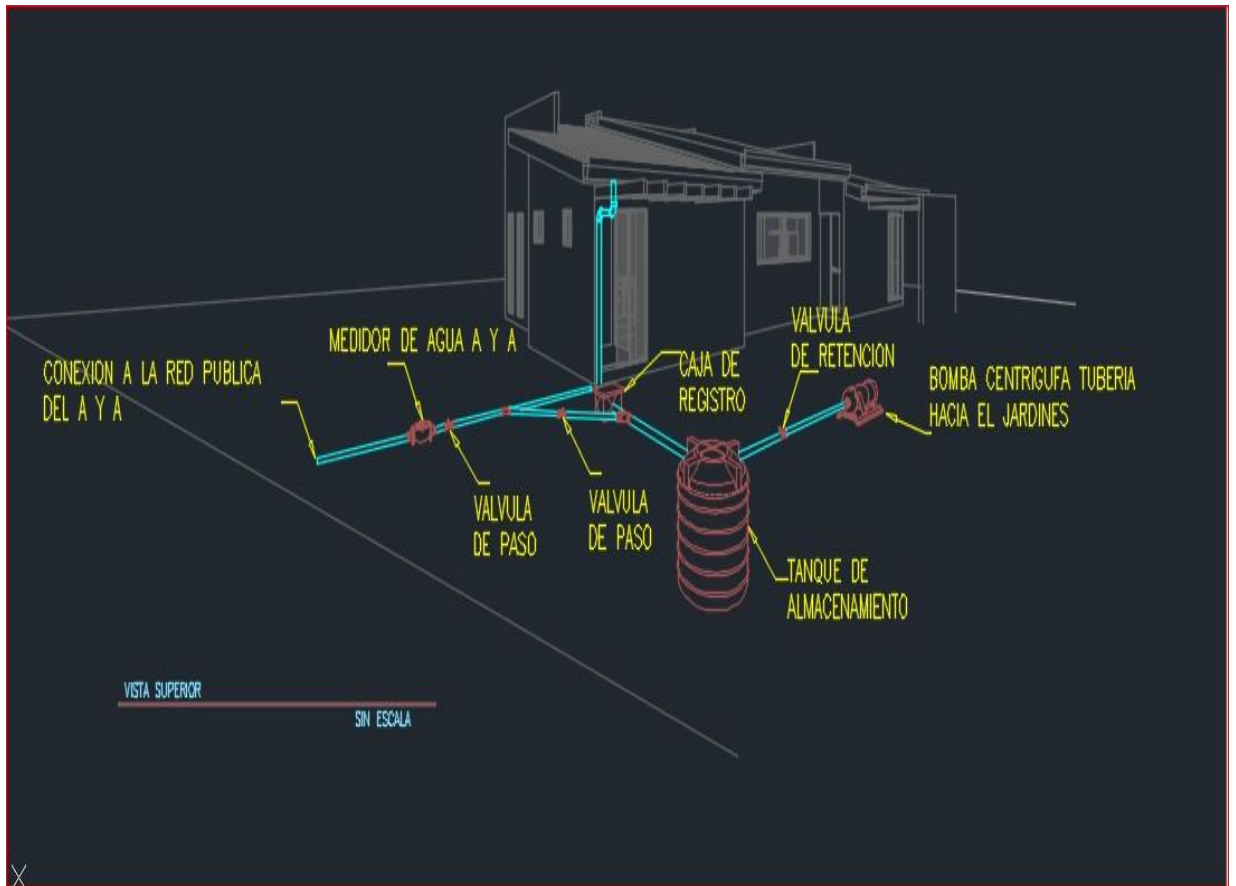 MEDIDOR DE AGUA A Y A
CONEXION A LA RED PUBLICA
DEL A Y A
VALVULA
DE PASO
VALVULA
DE PASO
CAJA DE
REGISTRO
VALVULA
DE RETENCION
BOMBA CENTRIGUFA TUBERIA
HACIA EL JARDINES
TANQUE DE
ALMACENAMIENTO
VISTA SUPERIOR
SIN ESCALA
X